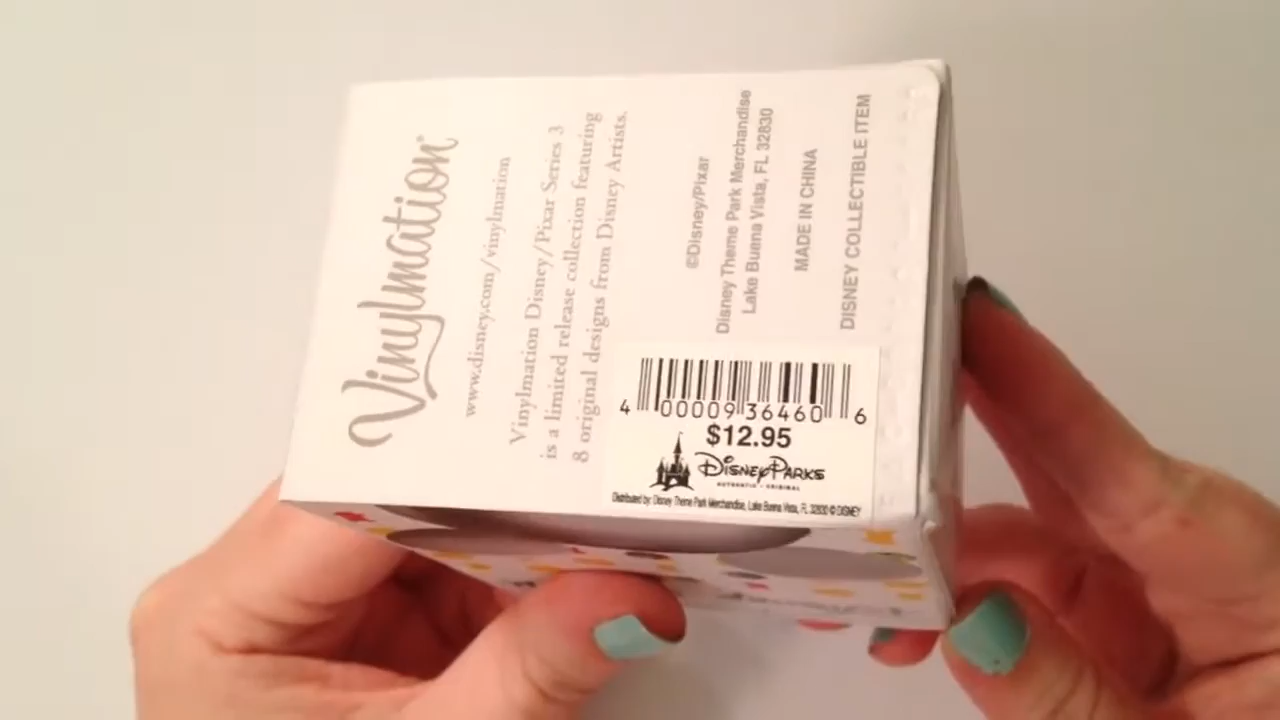 Vinylmation®
www.disney.com/vinylmation
Vinylmation Disney/Pixar Series 3
is a limited release collection featuring
8 original designs from Disney Artists.
©Disney/Pixar
Disney Theme Park Merchandise
Lake Buena Vista, FL 32830
MADE IN CHINA
DISNEY COLLECTIBLE ITEM
4 00009 36460 6
$12.95
Disney Parks
AUTHENTIC • ORIGINAL
Distributed by: Disney Theme Park Merchandise, Lake Buena Vista, FL 32830 © DISNEY